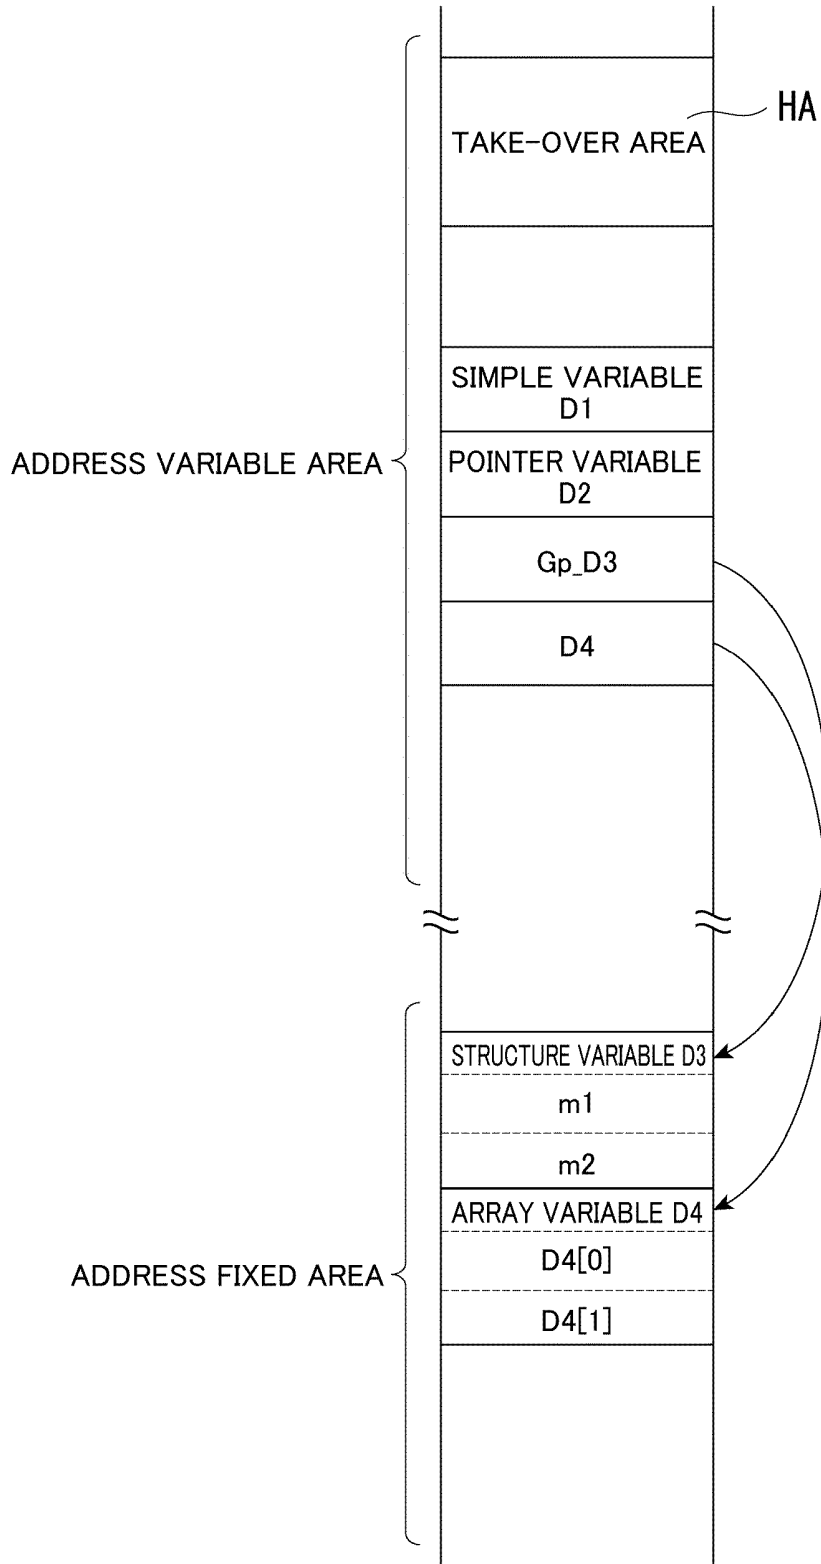 HA
TAKE-OVER AREA
SIMPLE VARIABLE
D1
ADDRESS VARIABLE AREA
POINTER VARIABLE
D2
Gp_D3
D4
STRUCTURE VARIABLE D3
m1
m2
ARRAY VARIABLE D4
D4[0]
ADDRESS FIXED AREA
D4[1]